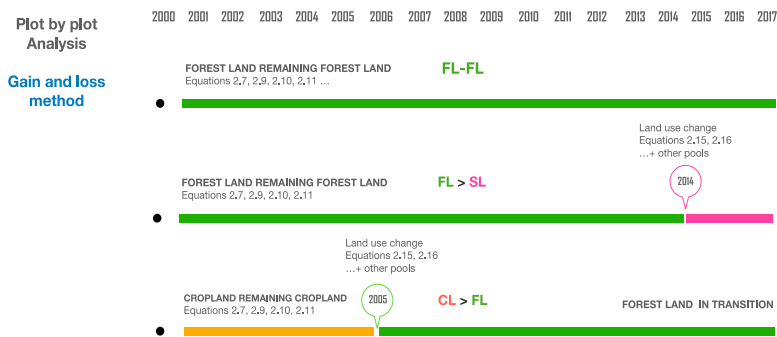 Plot by plot
Analysis
2000 2001 2002 2003 2004 2005 2006 2007 2008 2009 2010 2011 2012 2013 2014 2015 2016 2017
Gain and loss
method
FOREST LAND REMAINING FOREST LAND
Equations 2.7, 2.9, 2.10, 2.11 ...
FL-FL
Land use change
Equations 2.15, 2.16
...+ other pools
FOREST LAND REMAINING FOREST LAND
Equations 2.7, 2.9, 2.10, 2.11
FL > SL
2014
Land use change
Equations 2.15, 2.16
...+ other pools
CROPLAND REMAINING CROPLAND
Equations 2.7, 2.9, 2.10, 2.11
2005
CL > FL
FOREST LAND IN TRANSITION